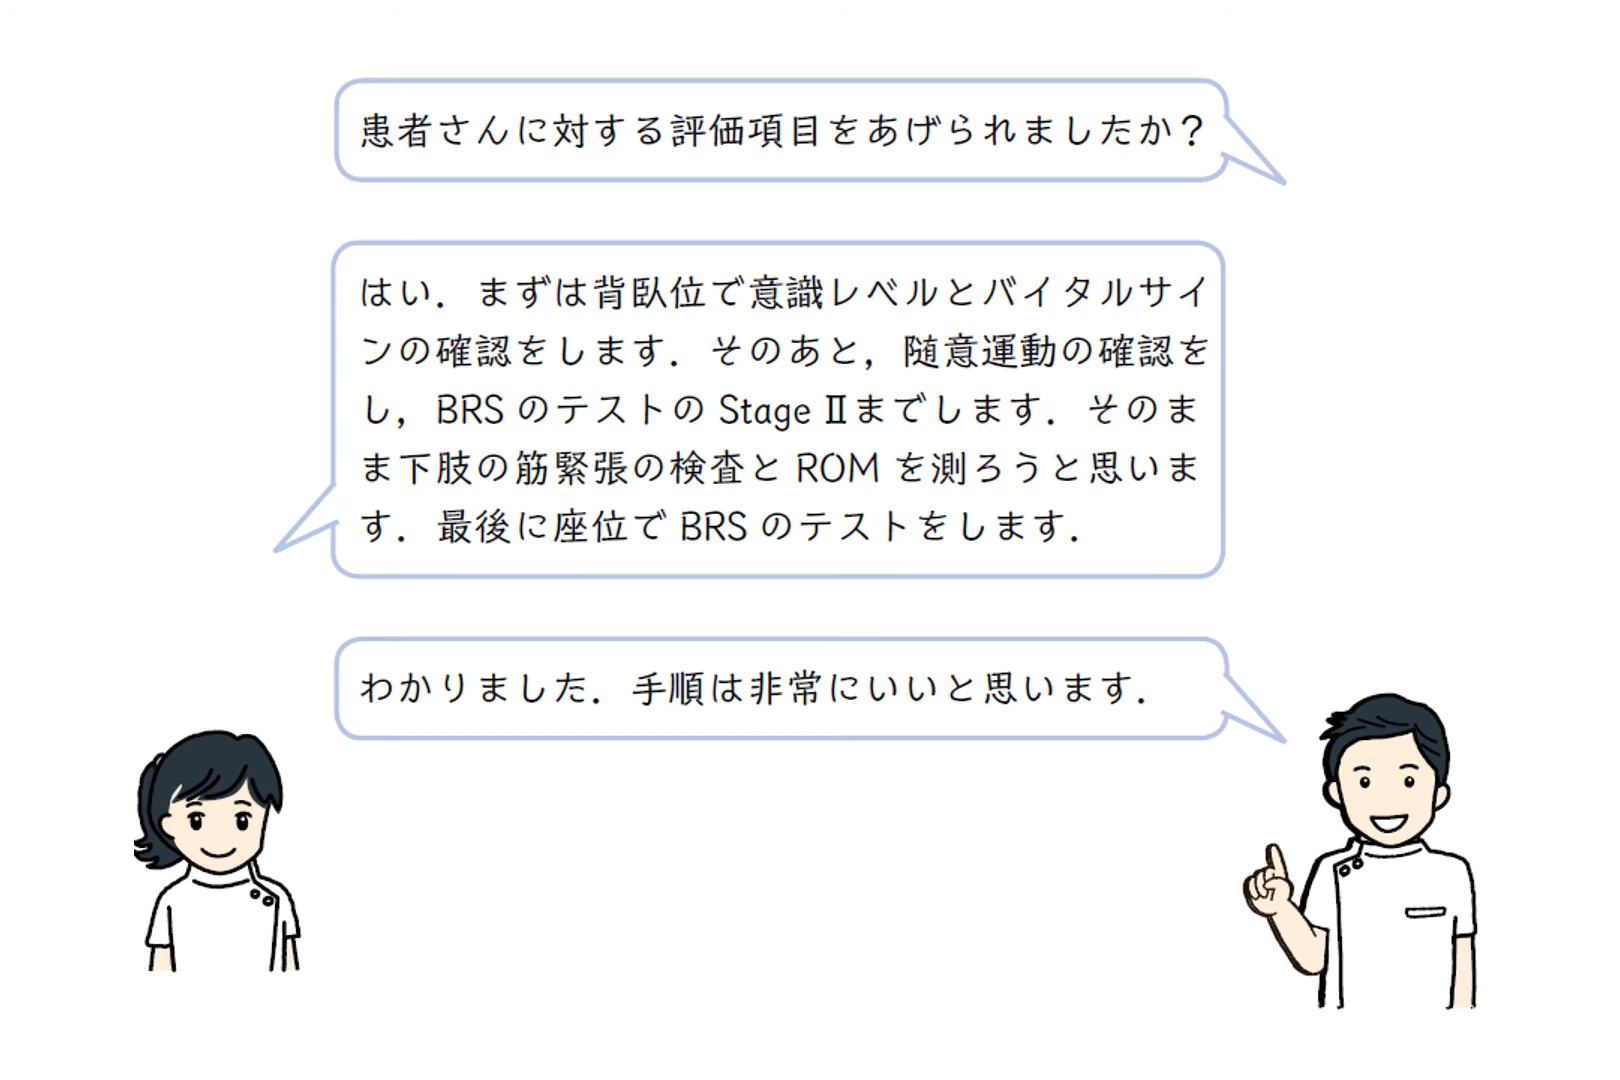 患者さんに対する評価項目をあげられましたか？
はい．まずは背臥位で意識レベルとバイタルサイ
ンの確認をします．そのあと，随意運動の確認を
し，BRS のテストの Stage Ⅱまでします．そのま
ま下肢の筋緊張の検査と ROM を測ろうと思いま
す．最後に座位で BRS のテストをします．
わかりました．手順は非常にいいと思います．